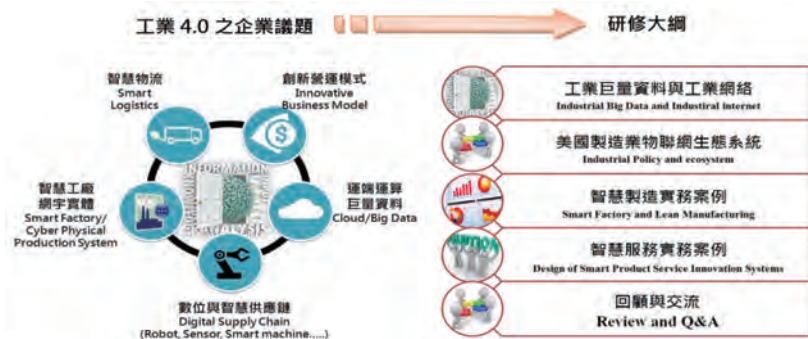 工業 4.0 之企業議題
研修大綱
智慧物流
Smart
Logistics
創新營運模式
Innovative
Business Model
智慧工廠
網宇實體
Smart Factory/
Cyber Physical
Production System
運端運算
巨量資料
Cloud/Big Data
INFORMATION
數位與智慧供應鏈
Digital Supply Chain
(Robot, Sensor, Smart machine.....)
工業巨量資料與工業網絡
Industrial Big Data and Industiral internet
美國製造業物聯網生態系統
Industrial Policy and ecosystem
智慧製造實務案例
Smart Factory and Lean Manufacturing
智慧服務實務案例
Design of Smart Product Service Innovation Systems
回顧與交流
Review and Q&A